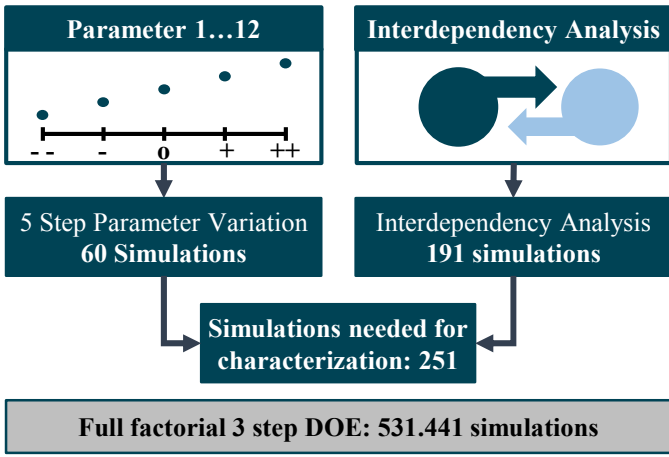 Parameter 1…12
- - - o + ++
5 Step Parameter Variation
60 Simulations
Interdependency Analysis
Interdependency Analysis
191 simulations
Simulations needed for
characterization: 251
Full factorial 3 step DOE: 531.441 simulations